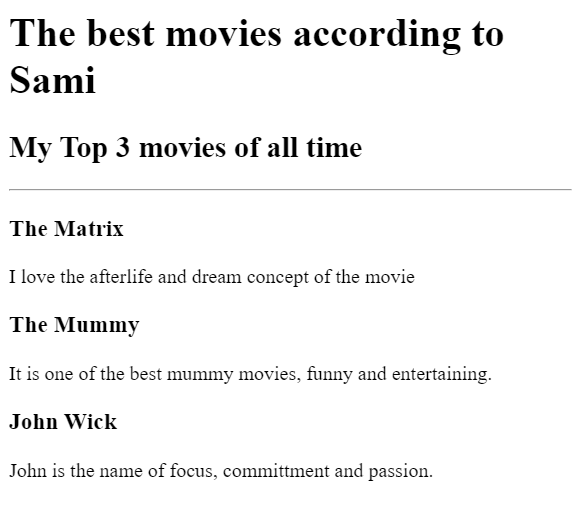 The best movies according to
Sami
My Top 3 movies of all time
The Matrix
I love the afterlife and dream concept of the movie
The Mummy
It is one of the best mummy movies, funny and entertaining.
John Wick
John is the name of focus, committment and passion.